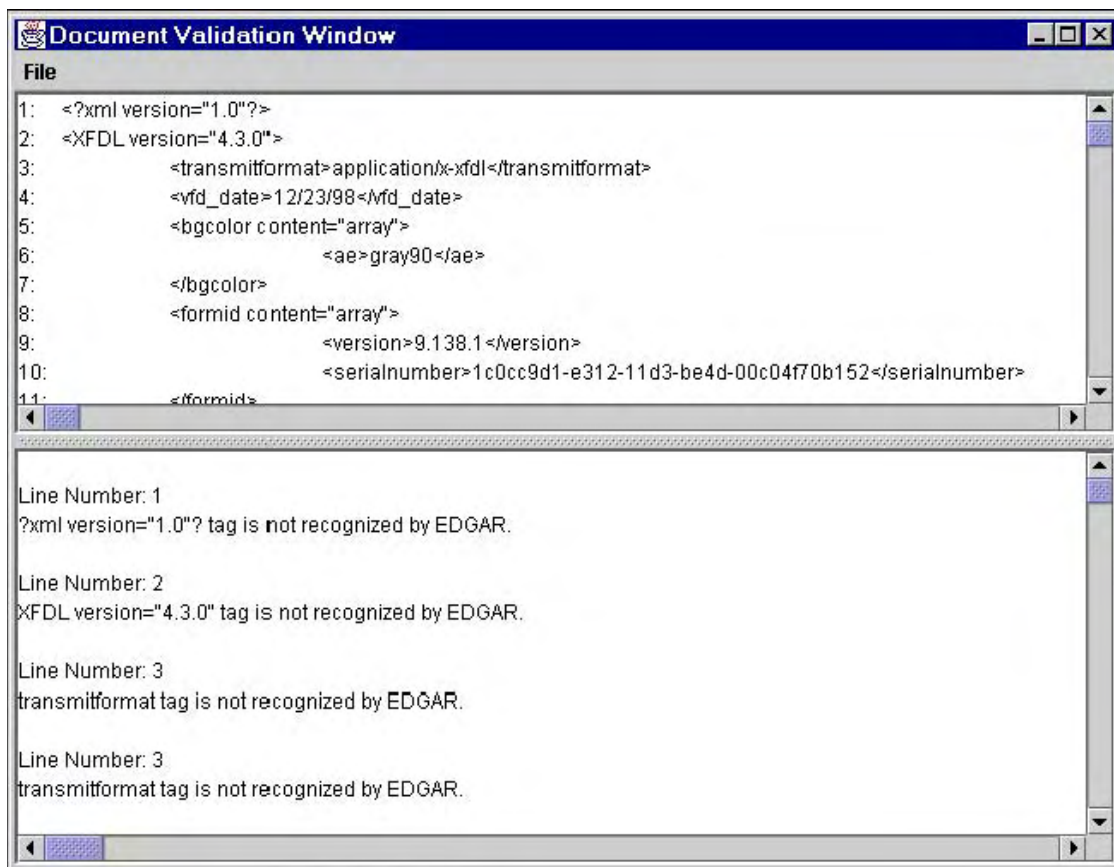 Document Validation Window
File
1: <?xml version="1.0"?>
2: <XFDL version="4.3.0">
3: <transmitformat>application/x-xfdl</transmitformat>
4: <vfd_date>12/23/98</vfd_date>
5: <bgcolor content="array">
6: <ae>gray90</ae>
7: </bgcolor>
8: <formid content="array">
9: <version>9.138.1</version>
10: <serialnumber>1c0cc9d1-e312-11d3-be4d-00c04f70b152</serialnumber>
11: </formid>
Line Number: 1
?xml version="1.0"? tag is not recognized by EDGAR.
Line Number: 2
XFDL version="4.3.0" tag is not recognized by EDGAR.
Line Number: 3
transmitformat tag is not recognized by EDGAR.
Line Number: 3
transmitformat tag is not recognized by EDGAR.